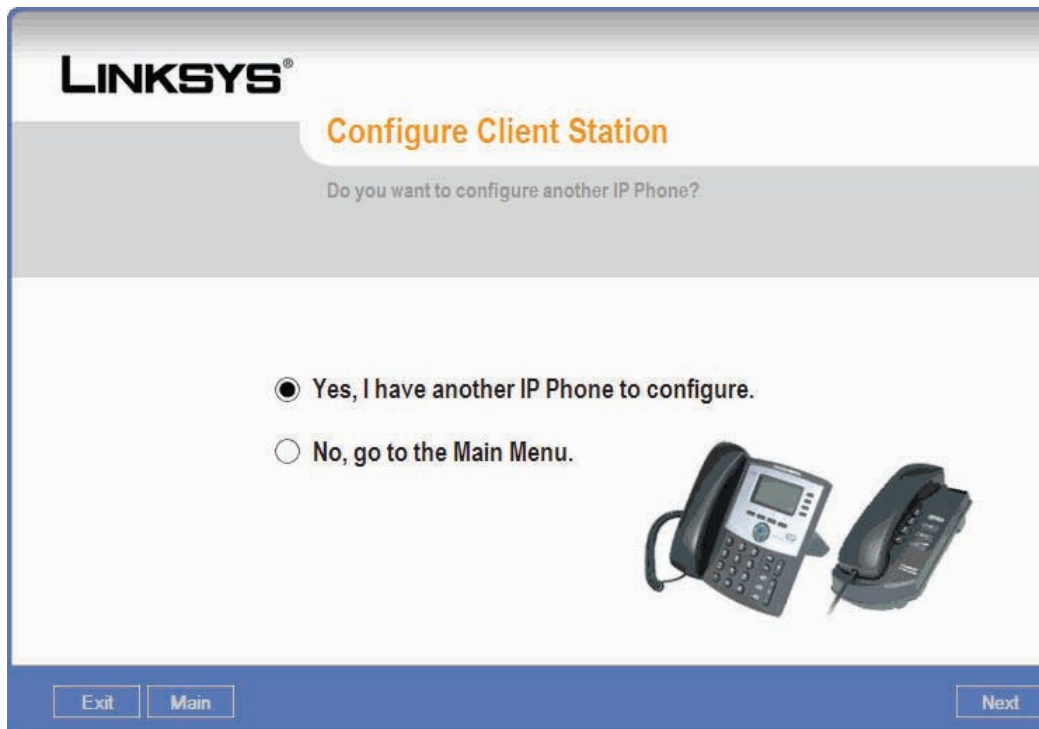 LINKSYS®
Configure Client Station
Do you want to configure another IP Phone?
Yes, I have another IP Phone to configure.
No, go to the Main Menu.
Exit
Main
Next